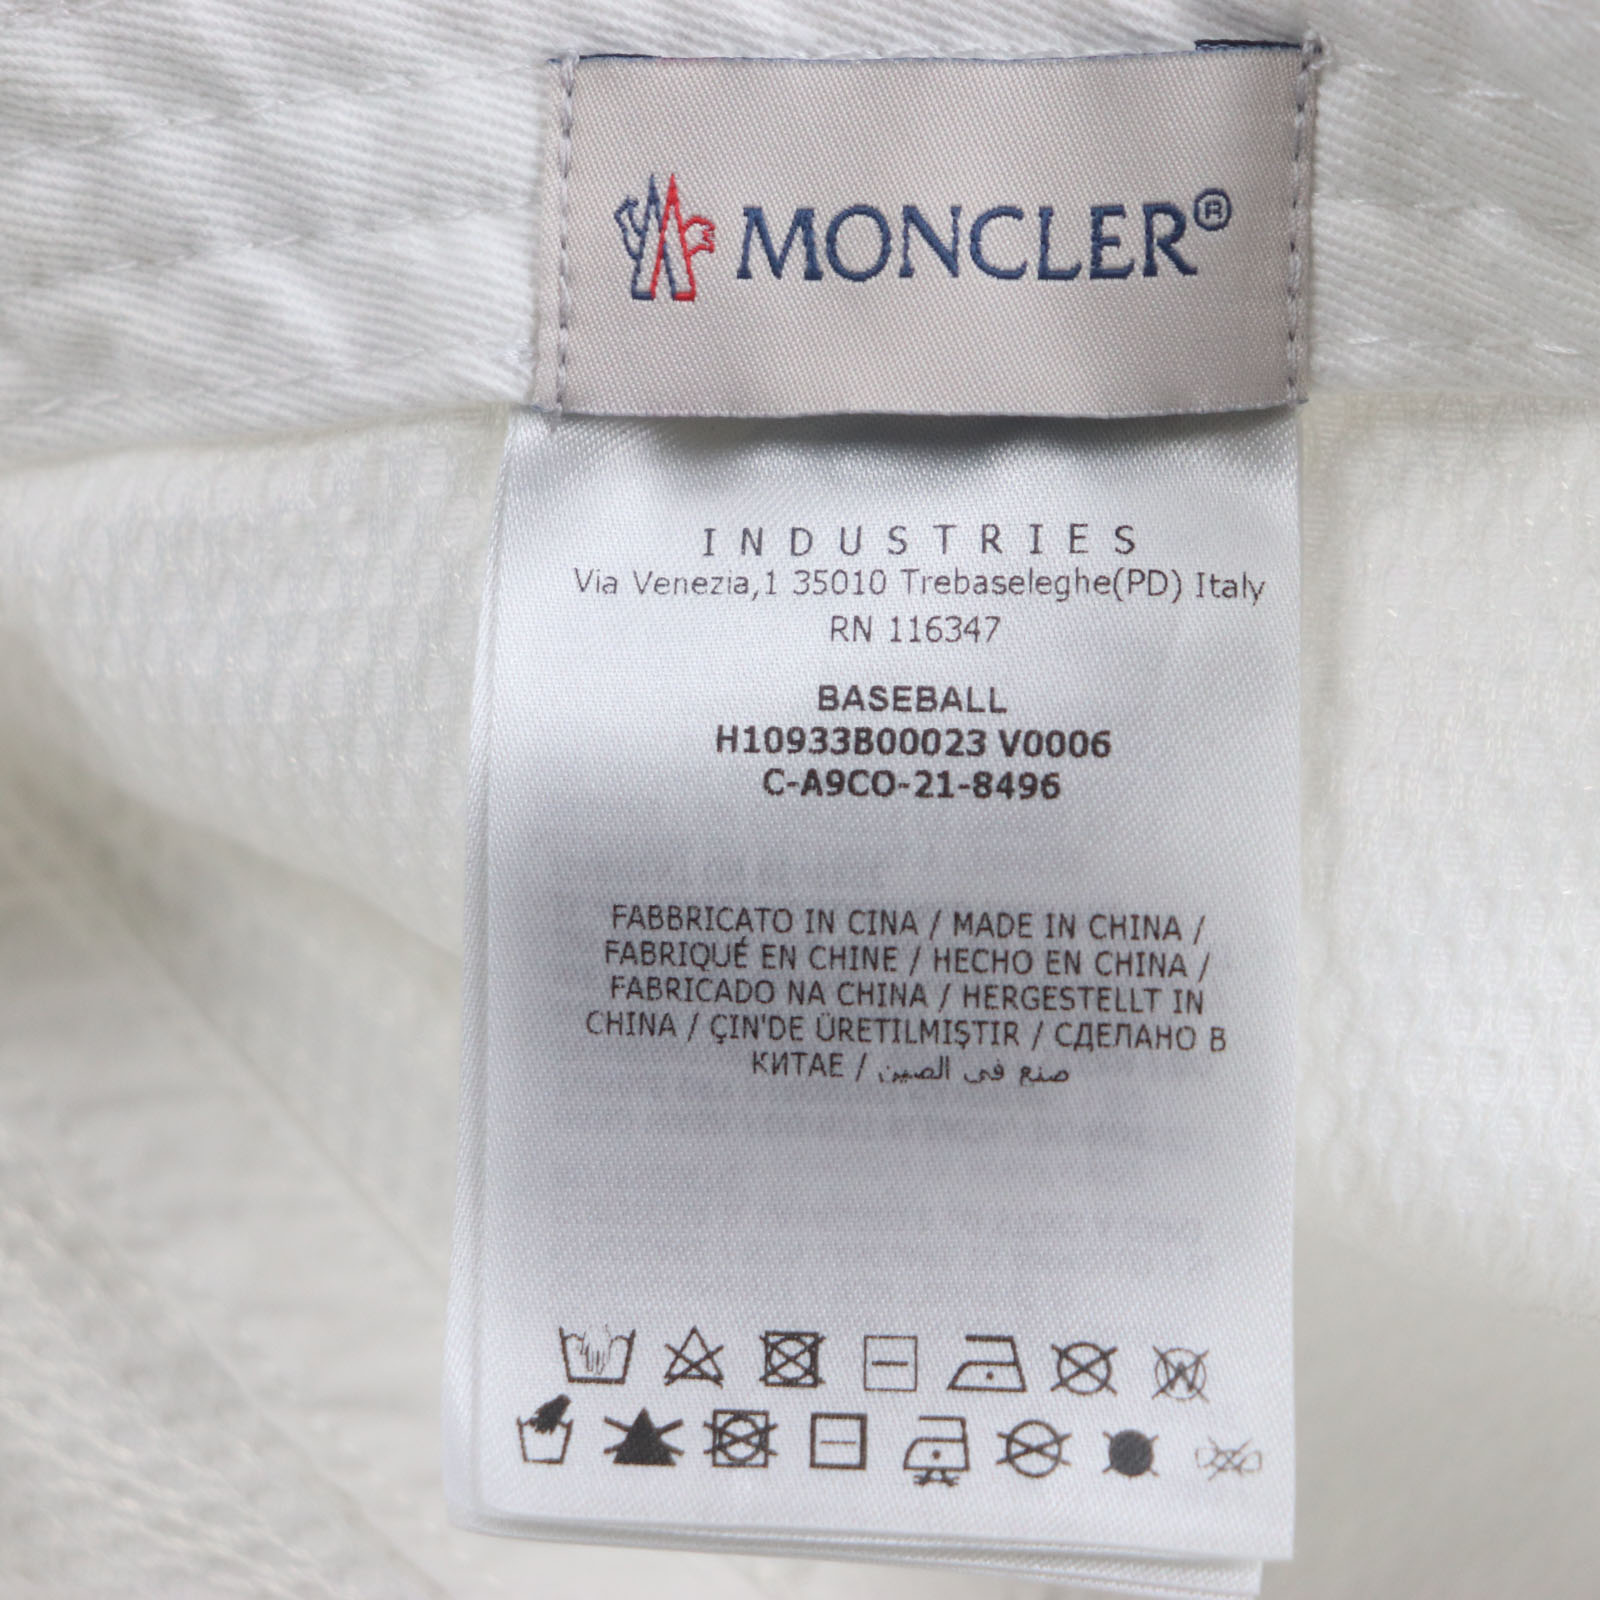 MONCLER®
INDUSTRIES
Via Venezia,1 35010 Trebaseleghe(PD) Italy
RN 116347
BASEBALL
H10933B00023 V0006
C-A9CO-21-8496
FABBRICATO IN CINA / MADE IN CHINA /
FABRIQUÉ EN CHINE / HECHO EN CHINA /
FABRICADO NA CHINA / HERGESTELLT IN
CHINA / ÇIN'DE ÜRETILMIŞTIR / СДЕЛАНО В
КИТАЕ / صنع في الصين